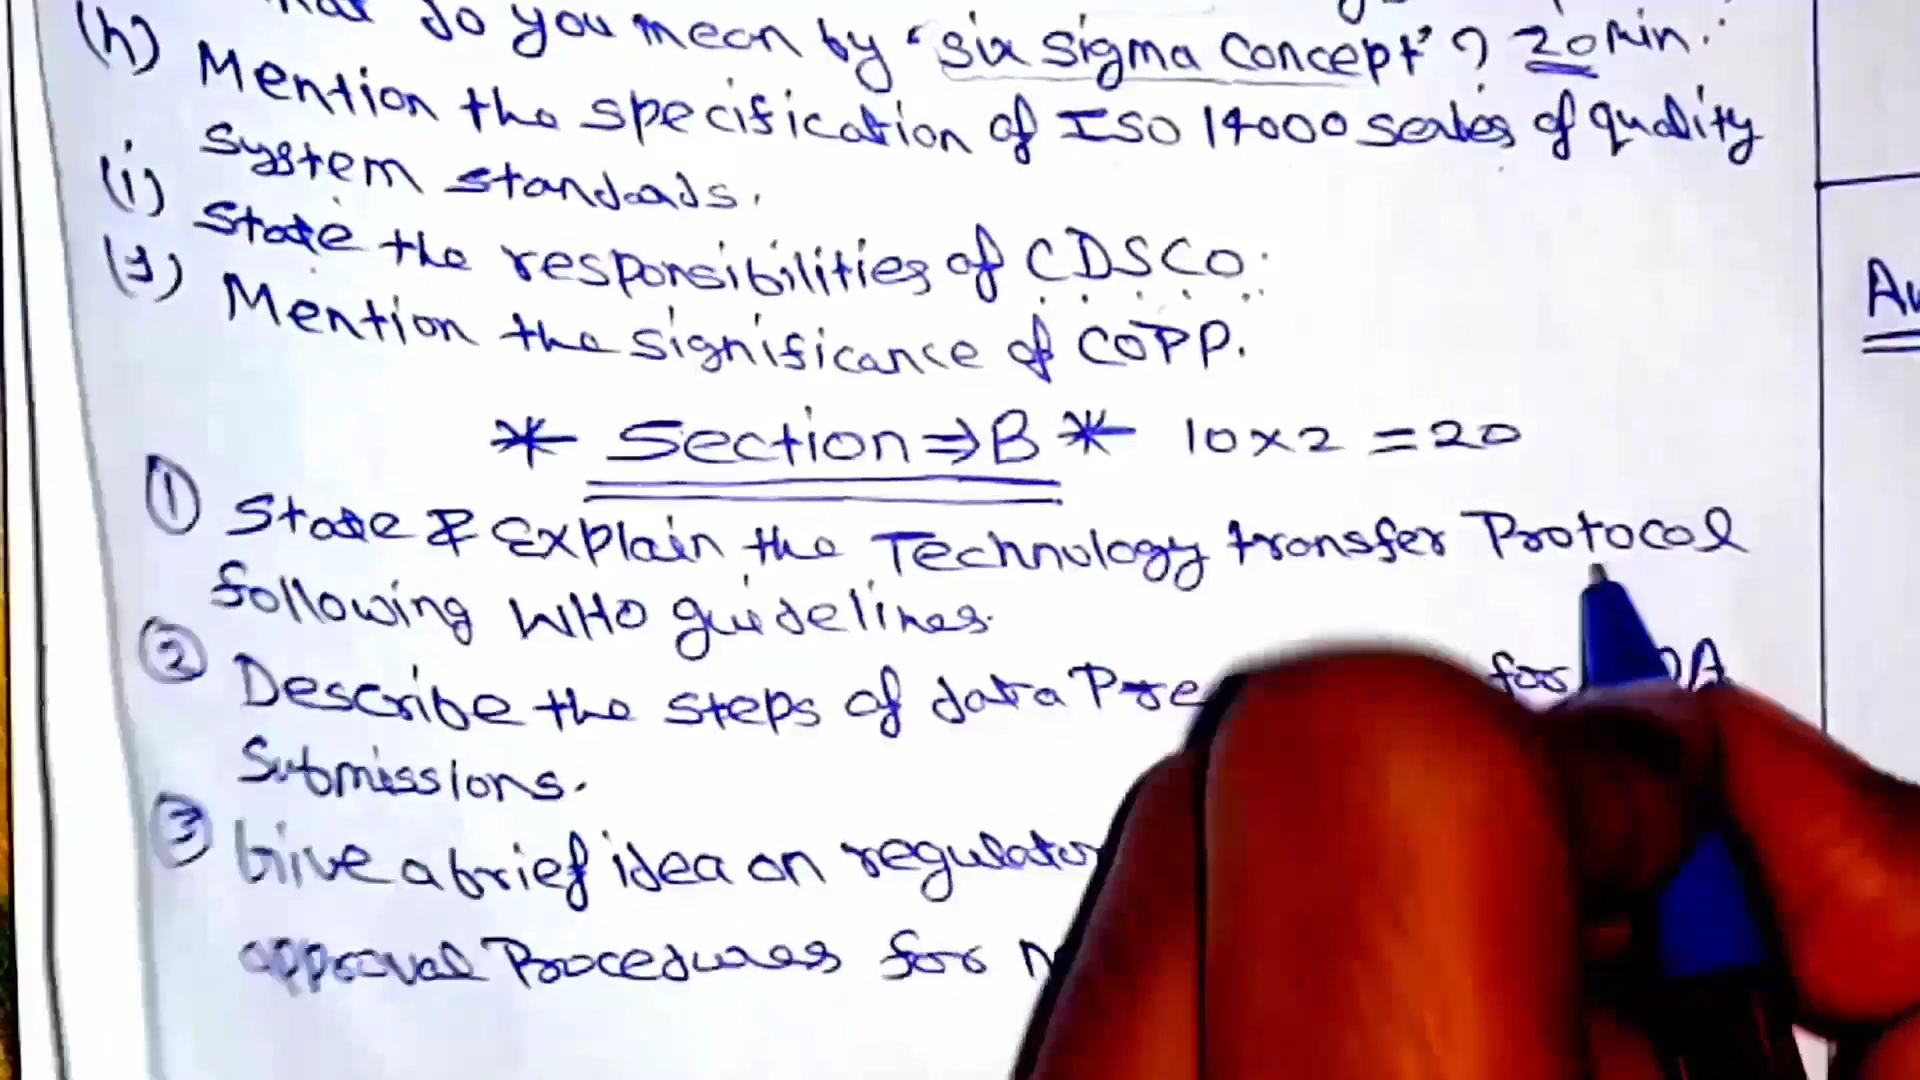 do you mean by 'six sigma concept'? 20 Min.
(h) Mention the specification of ISO 14000 series of quality
System standards.
(i) State the responsibilities of CDSCO.
(J) Mention the significance of COPP.
* Section ⇒ B * 10 x 2 = 20
① State & Explain the Technology transfer Protocol
following WHO guidelines.
② Describe the steps of data Pre for
Submissions.
③ Give a brief idea on
approval Procedures for